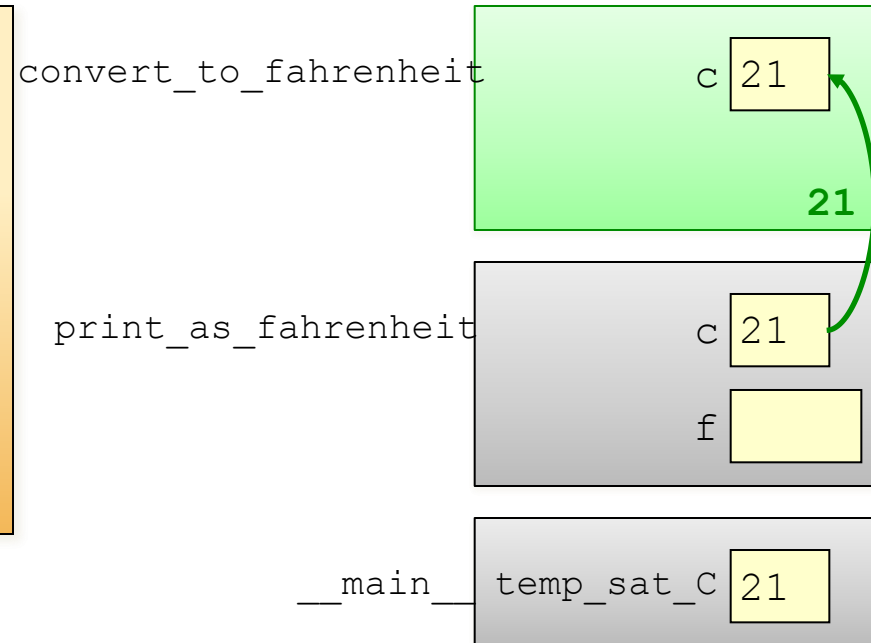 convert_to_fahrenheit c 21
21
print_as_fahrenheit c 21
f
__main__ temp_sat_C 21